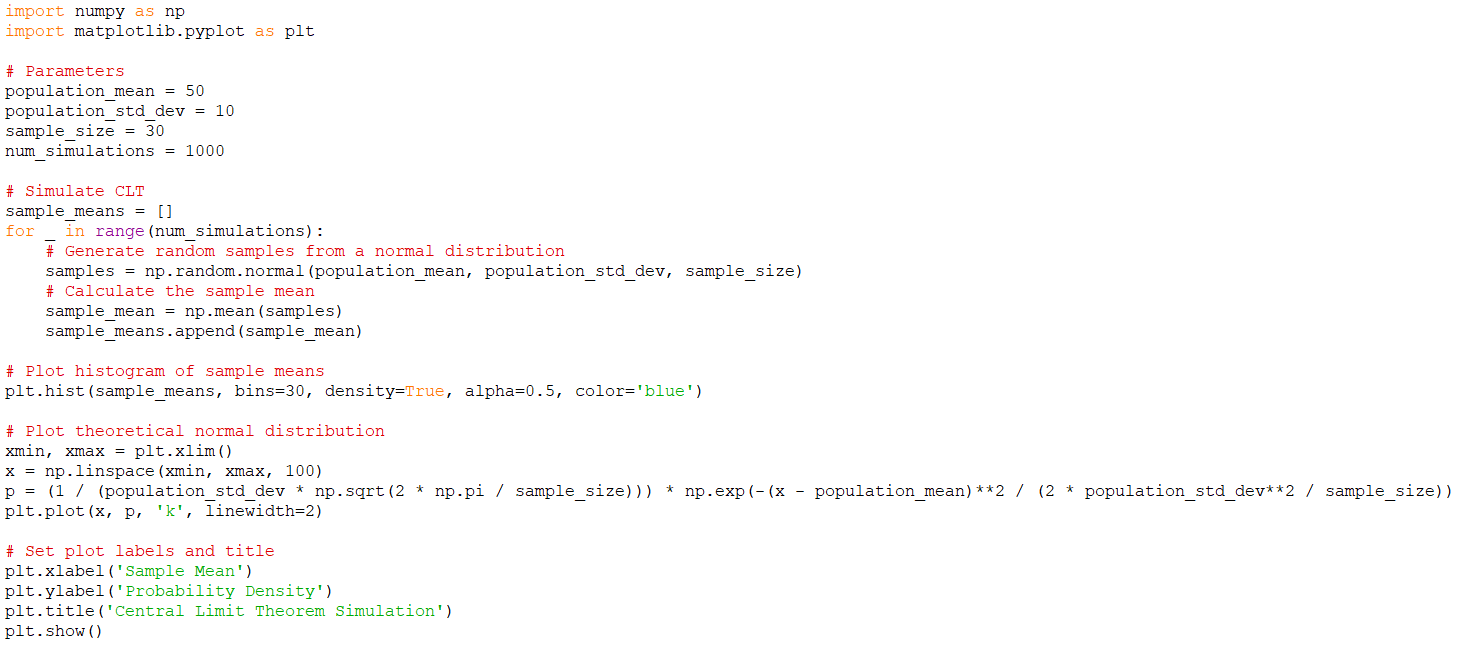 import numpy as np
import matplotlib.pyplot as plt

# Parameters
population_mean = 50
population_std_dev = 10
sample_size = 30
num_simulations = 1000

# Simulate CLT
sample_means = []
for _ in range(num_simulations):
    # Generate random samples from a normal distribution
    samples = np.random.normal(population_mean, population_std_dev, sample_size)
    # Calculate the sample mean
    sample_mean = np.mean(samples)
    sample_means.append(sample_mean)

# Plot histogram of sample means
plt.hist(sample_means, bins=30, density=True, alpha=0.5, color='blue')

# Plot theoretical normal distribution
xmin, xmax = plt.xlim()
x = np.linspace(xmin, xmax, 100)
p = (1 / (population_std_dev * np.sqrt(2 * np.pi / sample_size))) * np.exp(-(x - population_mean)**2 / (2 * population_std_dev**2 / sample_size))
plt.plot(x, p, 'k', linewidth=2)

# Set plot labels and title
plt.xlabel('Sample Mean')
plt.ylabel('Probability Density')
plt.title('Central Limit Theorem Simulation')
plt.show()